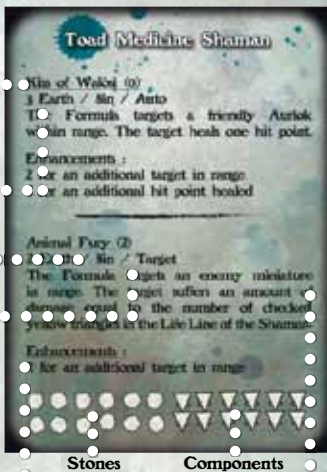 Toad Medicine Shaman
of (0)
3 Earth / 8in / Auto
The Formula targets a friendly Auriok
within range. The target heals one hit point.
Enhancements :
2 for an additional target in range
for an additional hit point healed
Animal Fury (2)
/ 8in / Target
The Formula targets an enemy miniature
in range. The target suffers an amount of
damage equal to the number of checked
yellow triangles in the Life Line of the Shaman.
Enhancements :
for an additional target in range
Stones Components